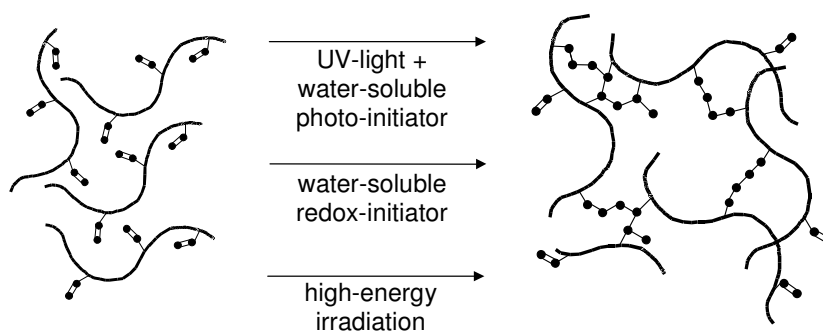 UV-light +
water-soluble
photo-initiator
water-soluble
redox-initiator
high-energy
irradiation